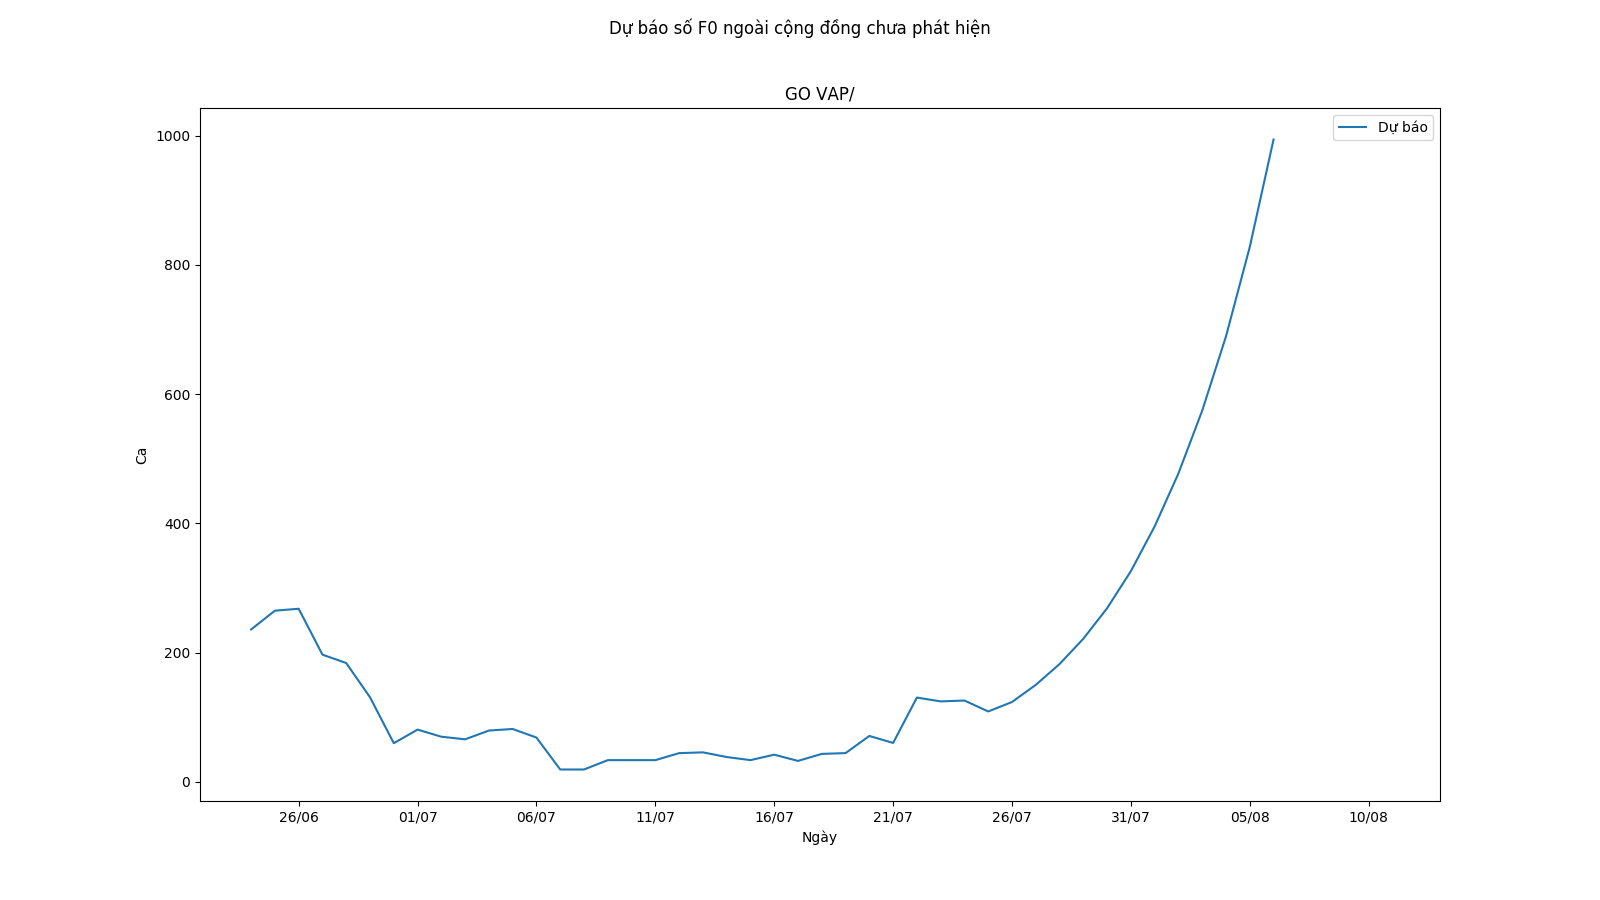 Dự báo số F0 ngoài cộng đồng chưa phát hiện
GO VAP/
Dự báo
1000
800
600
400
200
0
Ca
26/06 01/07 06/07 11/07 16/07 21/07 26/07 31/07 05/08 10/08
Ngày